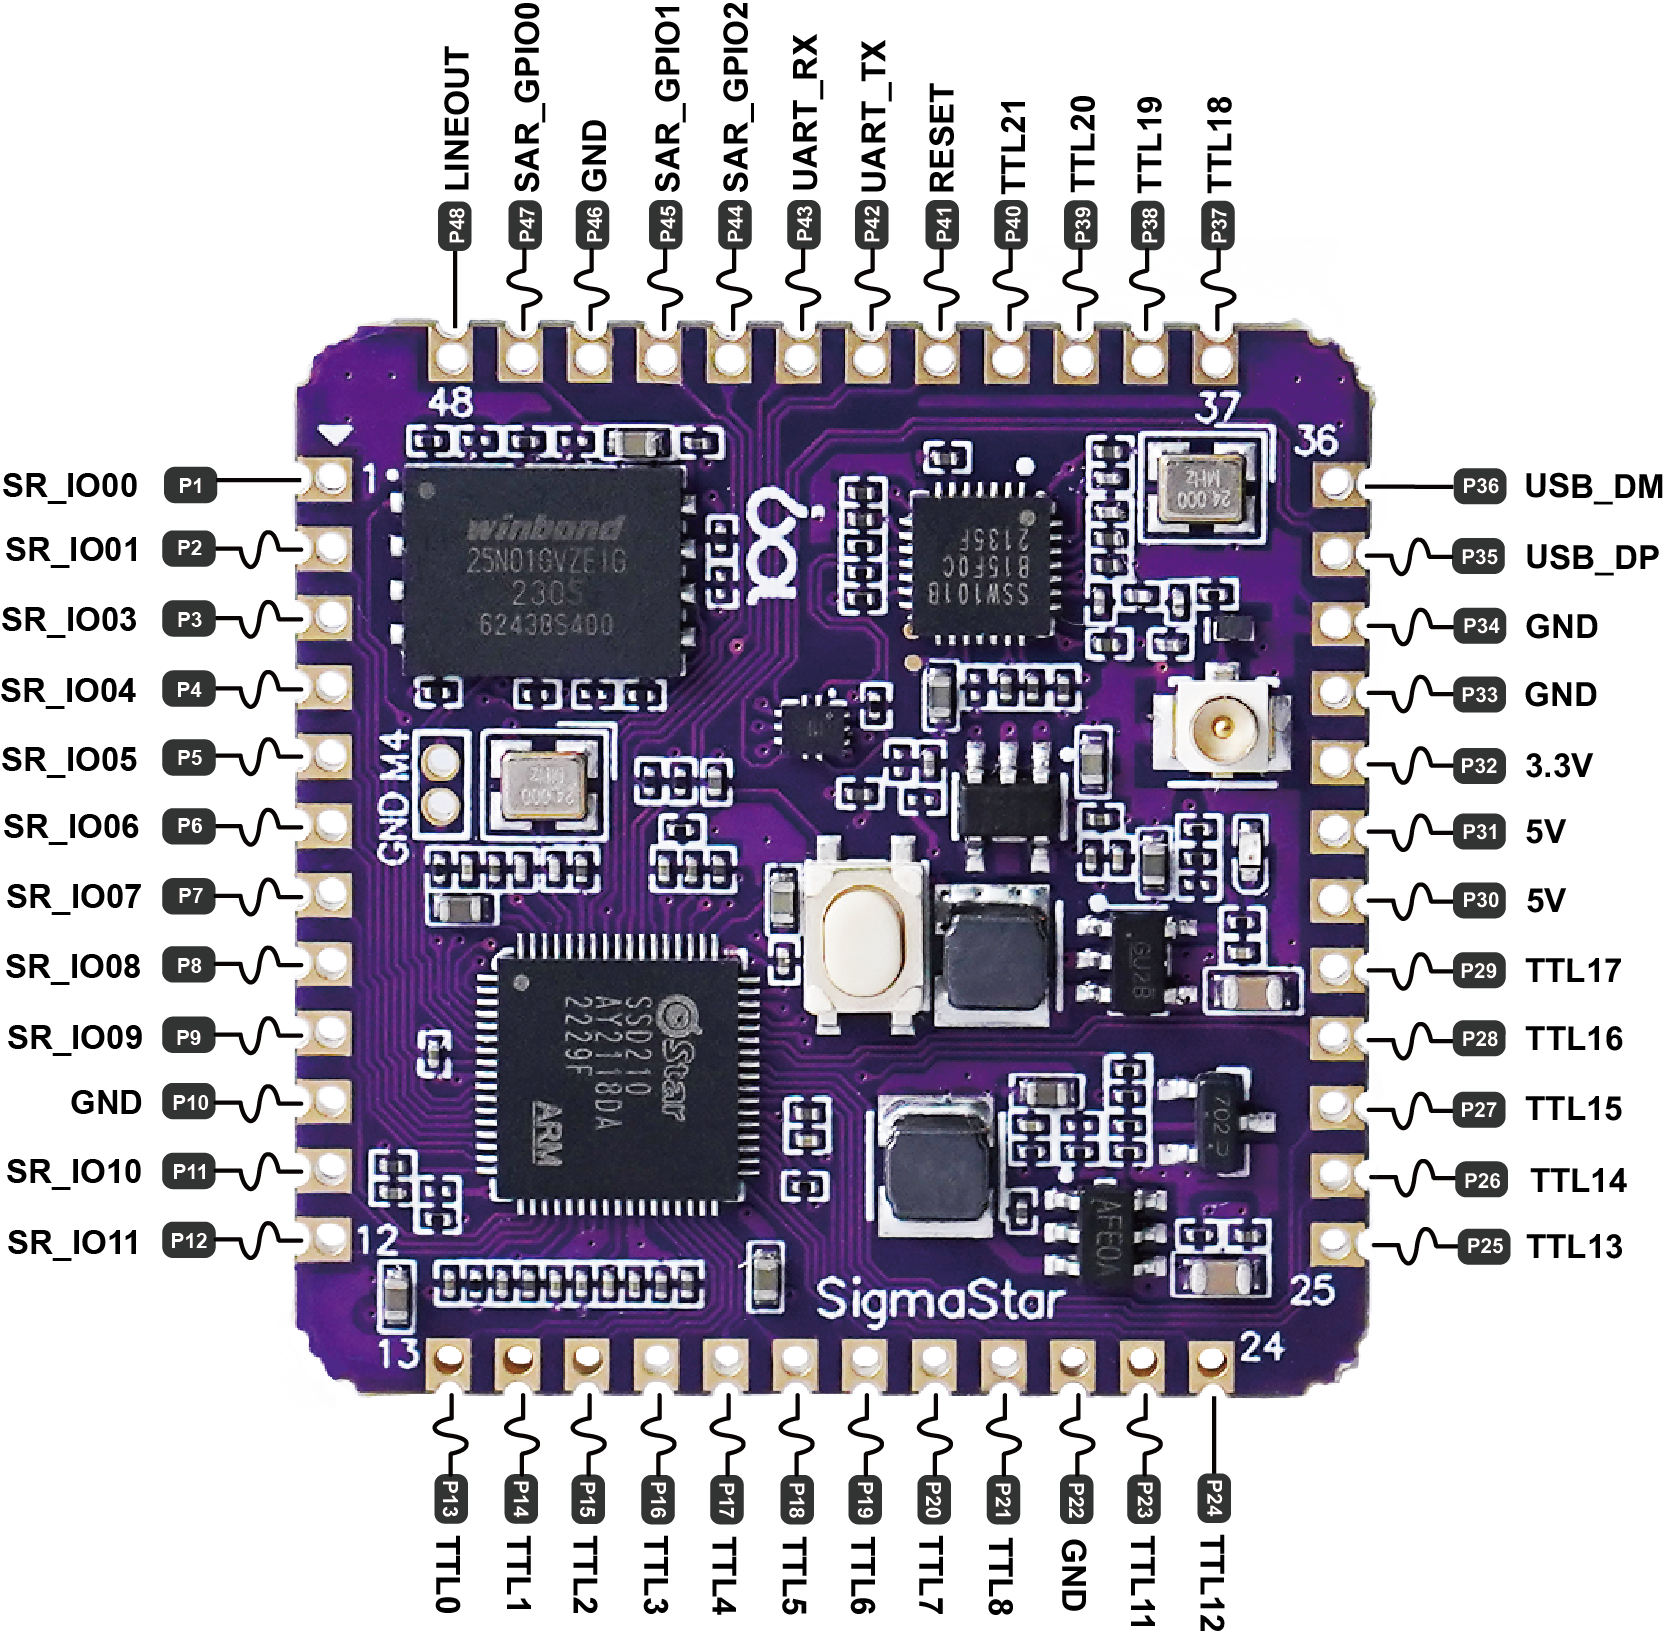 LINEOUT
SAR_GPIO0
GND
SAR_GPIO1
SAR_GPIO2
UART_RX
UART_TX
RESET
TTL21
TTL20
TTL19
TTL18
P48
P47
P46
P45
P44
P43
P42
P41
P40
P39
P38
P37
48
37
36
1
SR_IO00 P1
SR_IO01 P2
SR_IO03 P3
SR_IO04 P4
SR_IO05 P5
SR_IO06 P6
SR_IO07 P7
SR_IO08 P8
SR_IO09 P9
GND P10
SR_IO10 P11
SR_IO11 P12
winbond
25N01GVZEIG
2305
62430S400
SSW101B
B15F0C
2135F
24.000
MHZ
GND M4
24.000
MHZ
SStar
SSD210
AY2118DA
2229F
ARM
GU2B
702
AFE0A
SigmaStar
P36 USB_DM
P35 USB_DP
P34 GND
P33 GND
P32 3.3V
P31 5V
P30 5V
P29 TTL17
P28 TTL16
P27 TTL15
P26 TTL14
P25 TTL13
12
25
13
24
P13
P14
P15
P16
P17
P18
P19
P20
P21
P22
P23
P24
TTL0
TTL1
TTL2
TTL3
TTL4
TTL5
TTL6
TTL7
TTL8
GND
TTL11
TTL12